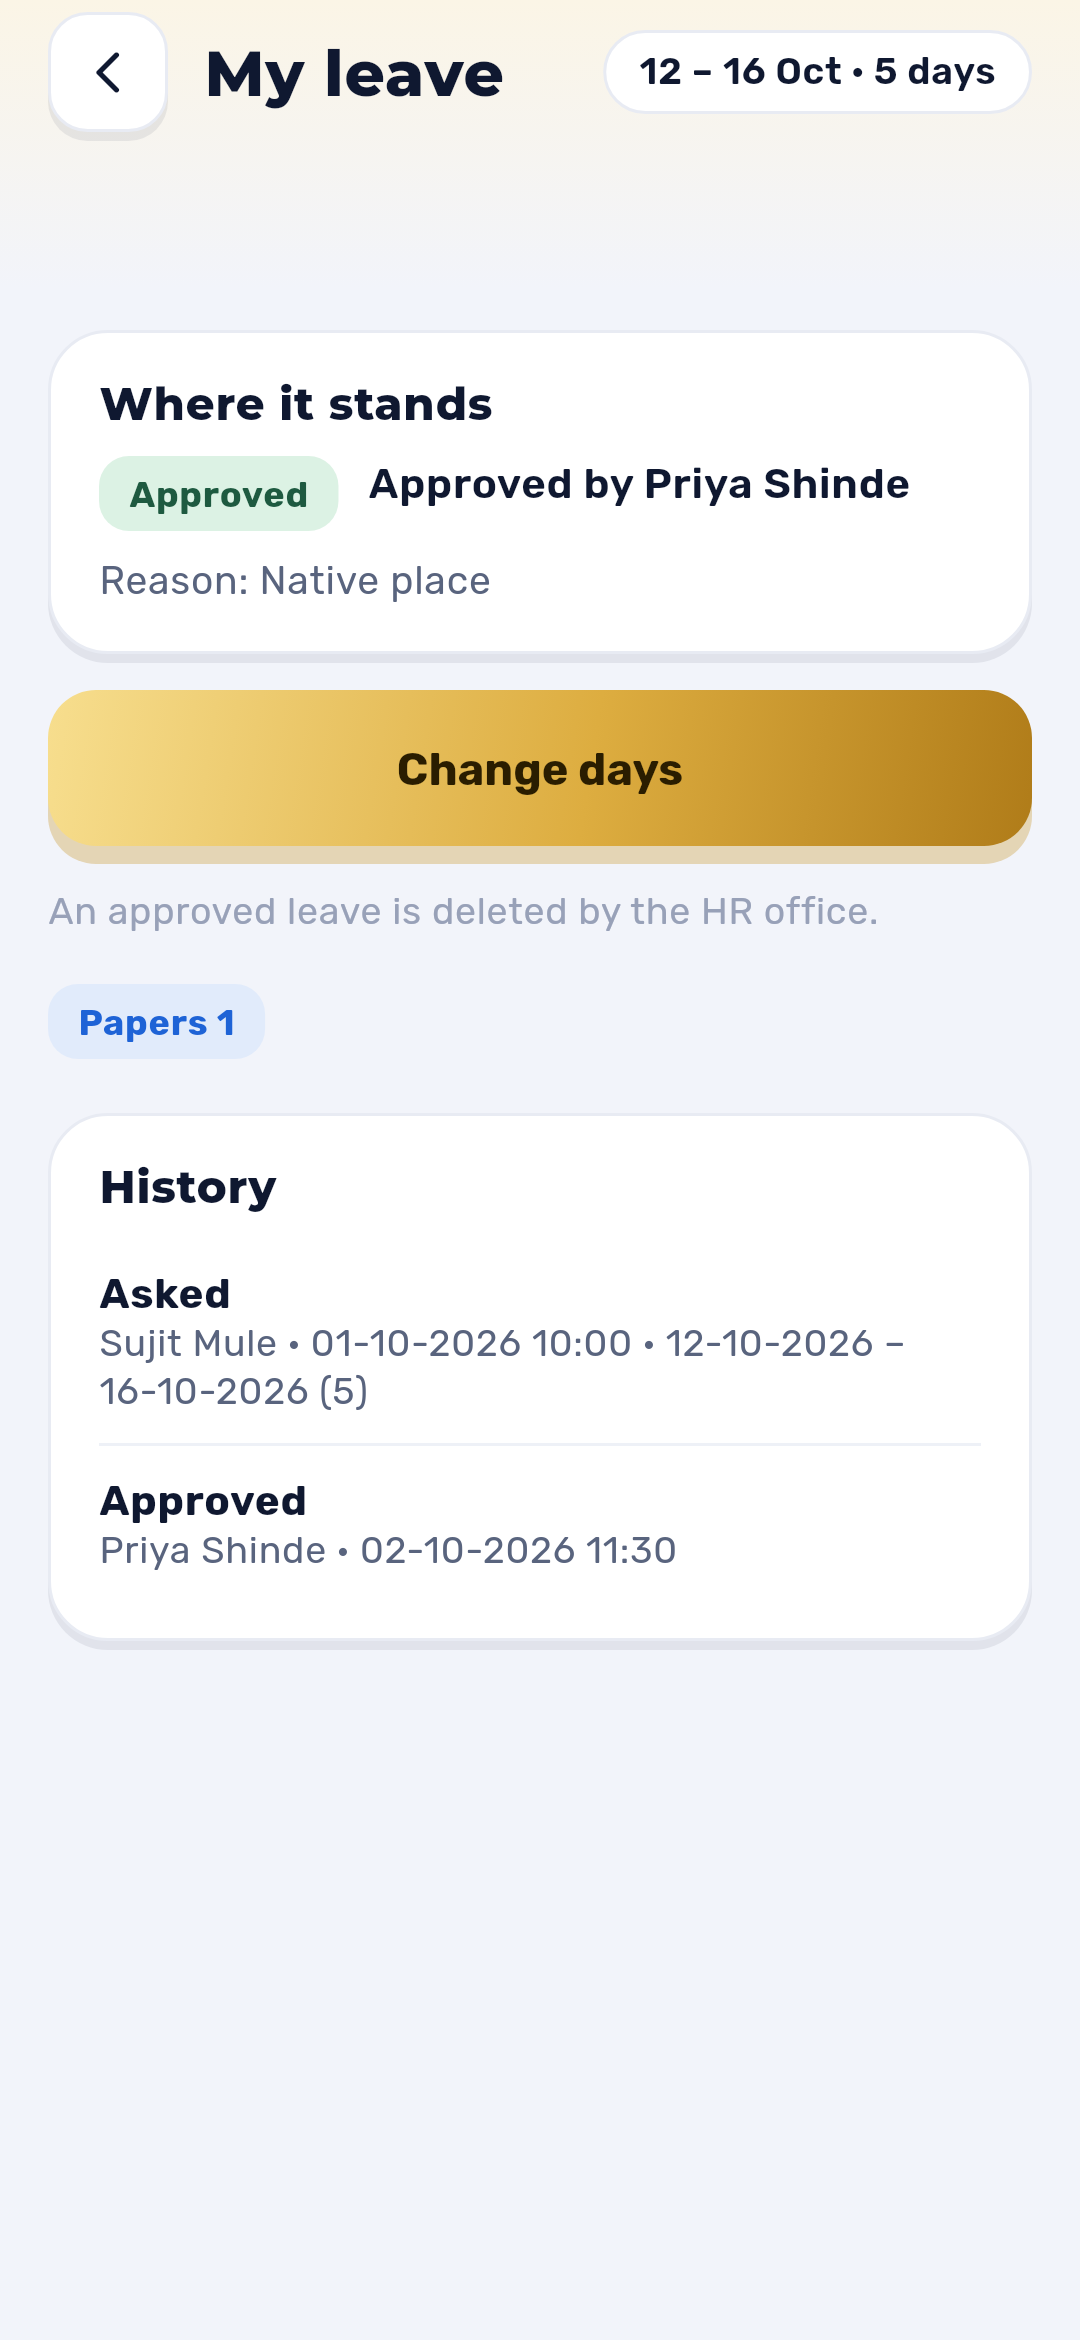 My leave
12 – 16 Oct • 5 days
Where it stands
Approved
Approved by Priya Shinde
Reason: Native place
Change days
An approved leave is deleted by the HR office.
Papers 1
History
Asked
Sujit Mule • 01-10-2026 10:00 • 12-10-2026 –
16-10-2026 (5)
Approved
Priya Shinde • 02-10-2026 11:30